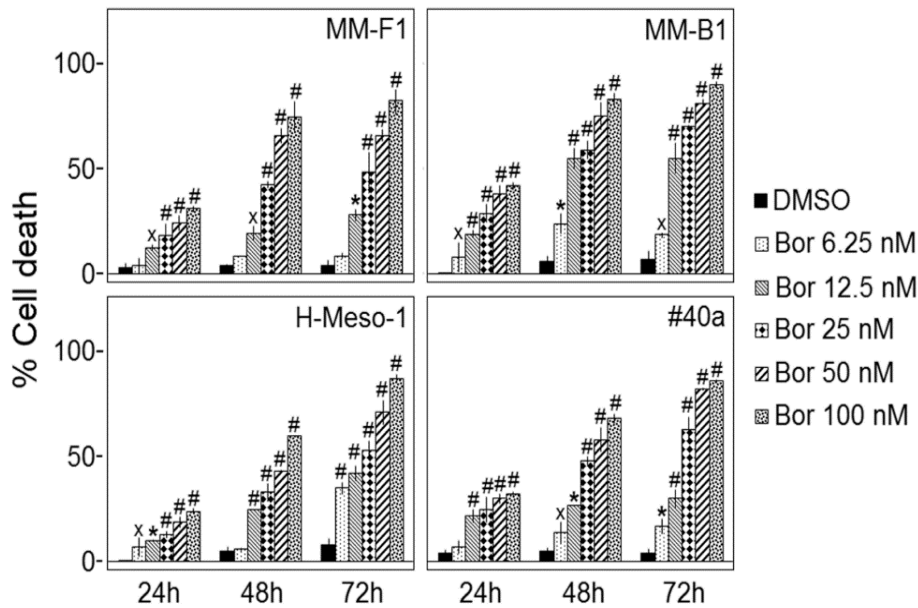 MM-F1
MM-B1
100
50
0
x # # # #
x # # #
* # # #
x # # # #
* # # # #
x # # # #
H-Meso-1
#40a
100
50
0
x * # # #
# # # #
# # # # #
# # # #
x * # # #
* # # # #
24h 48h 72h
24h 48h 72h
% Cell death
DMSO
Bor 6.25 nM
Bor 12.5 nM
Bor 25 nM
Bor 50 nM
Bor 100 nM